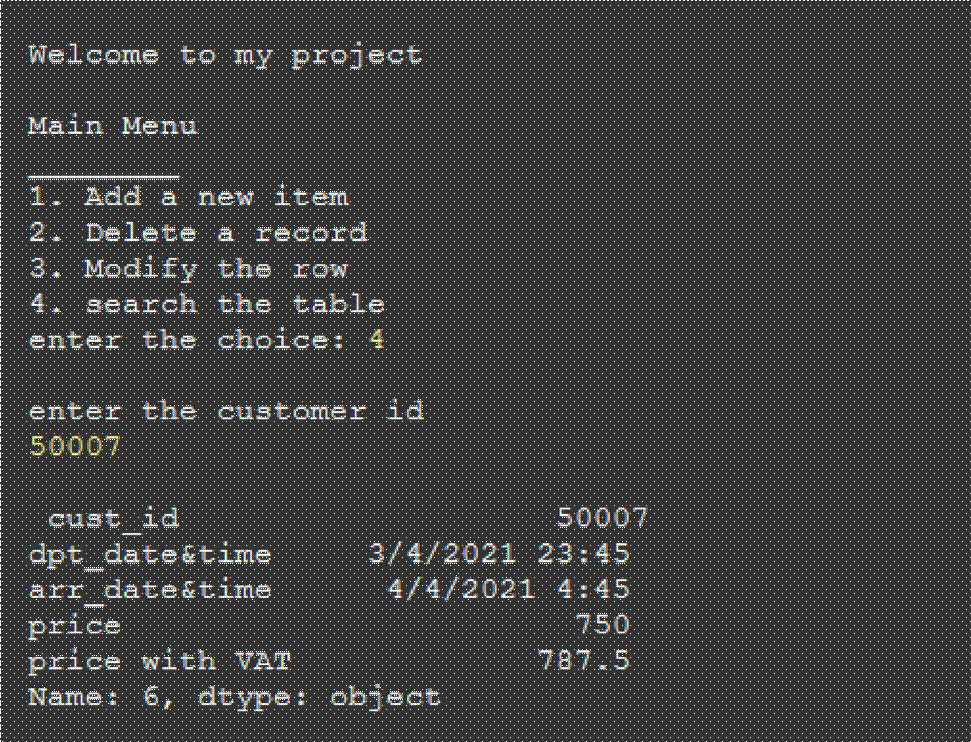 Welcome to my project
Main Menu
________
1. Add a new item
2. Delete a record
3. Modify the row
4. search the table
enter the choice: 4
enter the customer id
50007
cust_id 50007
dpt_date&time 3/4/2021 23:45
arr_date&time 4/4/2021 4:45
price 750
price with VAT 787.5
Name: 6, dtype: object